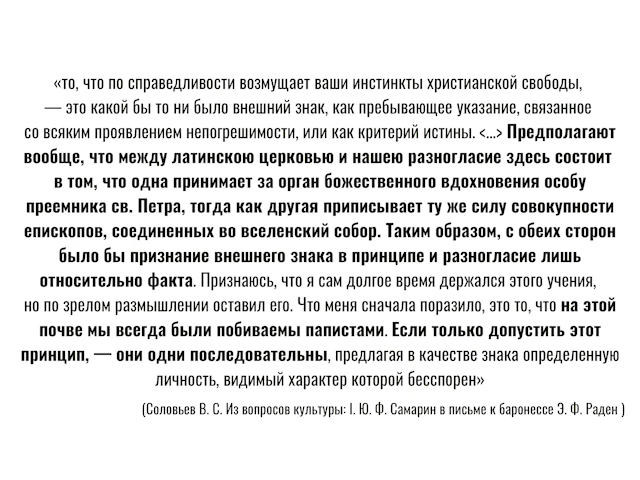 «то, что по справедливости возмущает ваши инстинкты христианской свободы,
— это какой бы то ни было внешний знак, как пребывающее указание, связанное
со всяким проявлением непогрешимости, или как критерий истины. <...> Предполагают
вообще, что между латинскою церковью и нашею разногласие здесь состоит
в том, что одна принимает за орган божественного вдохновения особу
преемника св. Петра, тогда как другая приписывает ту же силу совокупности
епископов, соединенных во вселенский собор. Таким образом, с обеих сторон
было бы признание внешнего знака в принципе и разногласие лишь
относительно факта. Признаюсь, что я сам долгое время держался этого учения,
но по зрелом размышлении оставил его. Что меня сначала поразило, это то, что на этой
почве мы всегда были побиваемы папистами. Если только допустить этот
принцип, — они одни последовательны, предлагая в качестве знака определенную
личность, видимый характер которой бесспорен»
(Соловьев В. С. Из вопросов культуры: I. Ю. Ф. Самарин в письме к баронессе Э. Ф. Раден )